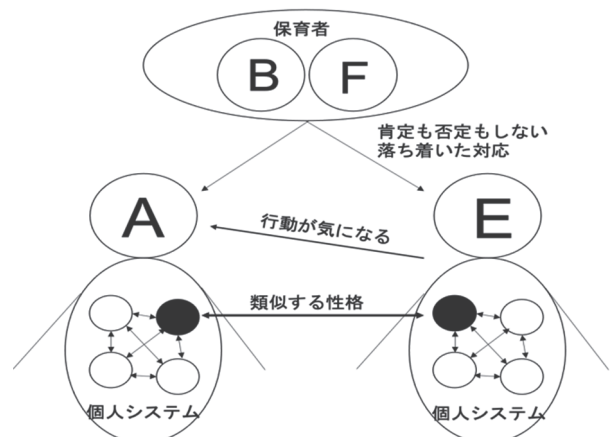 保育者
B F
肯定も否定もしない
落ち着いた対応
A
E
行動が気になる
類似する性格
個人システム
個人システム